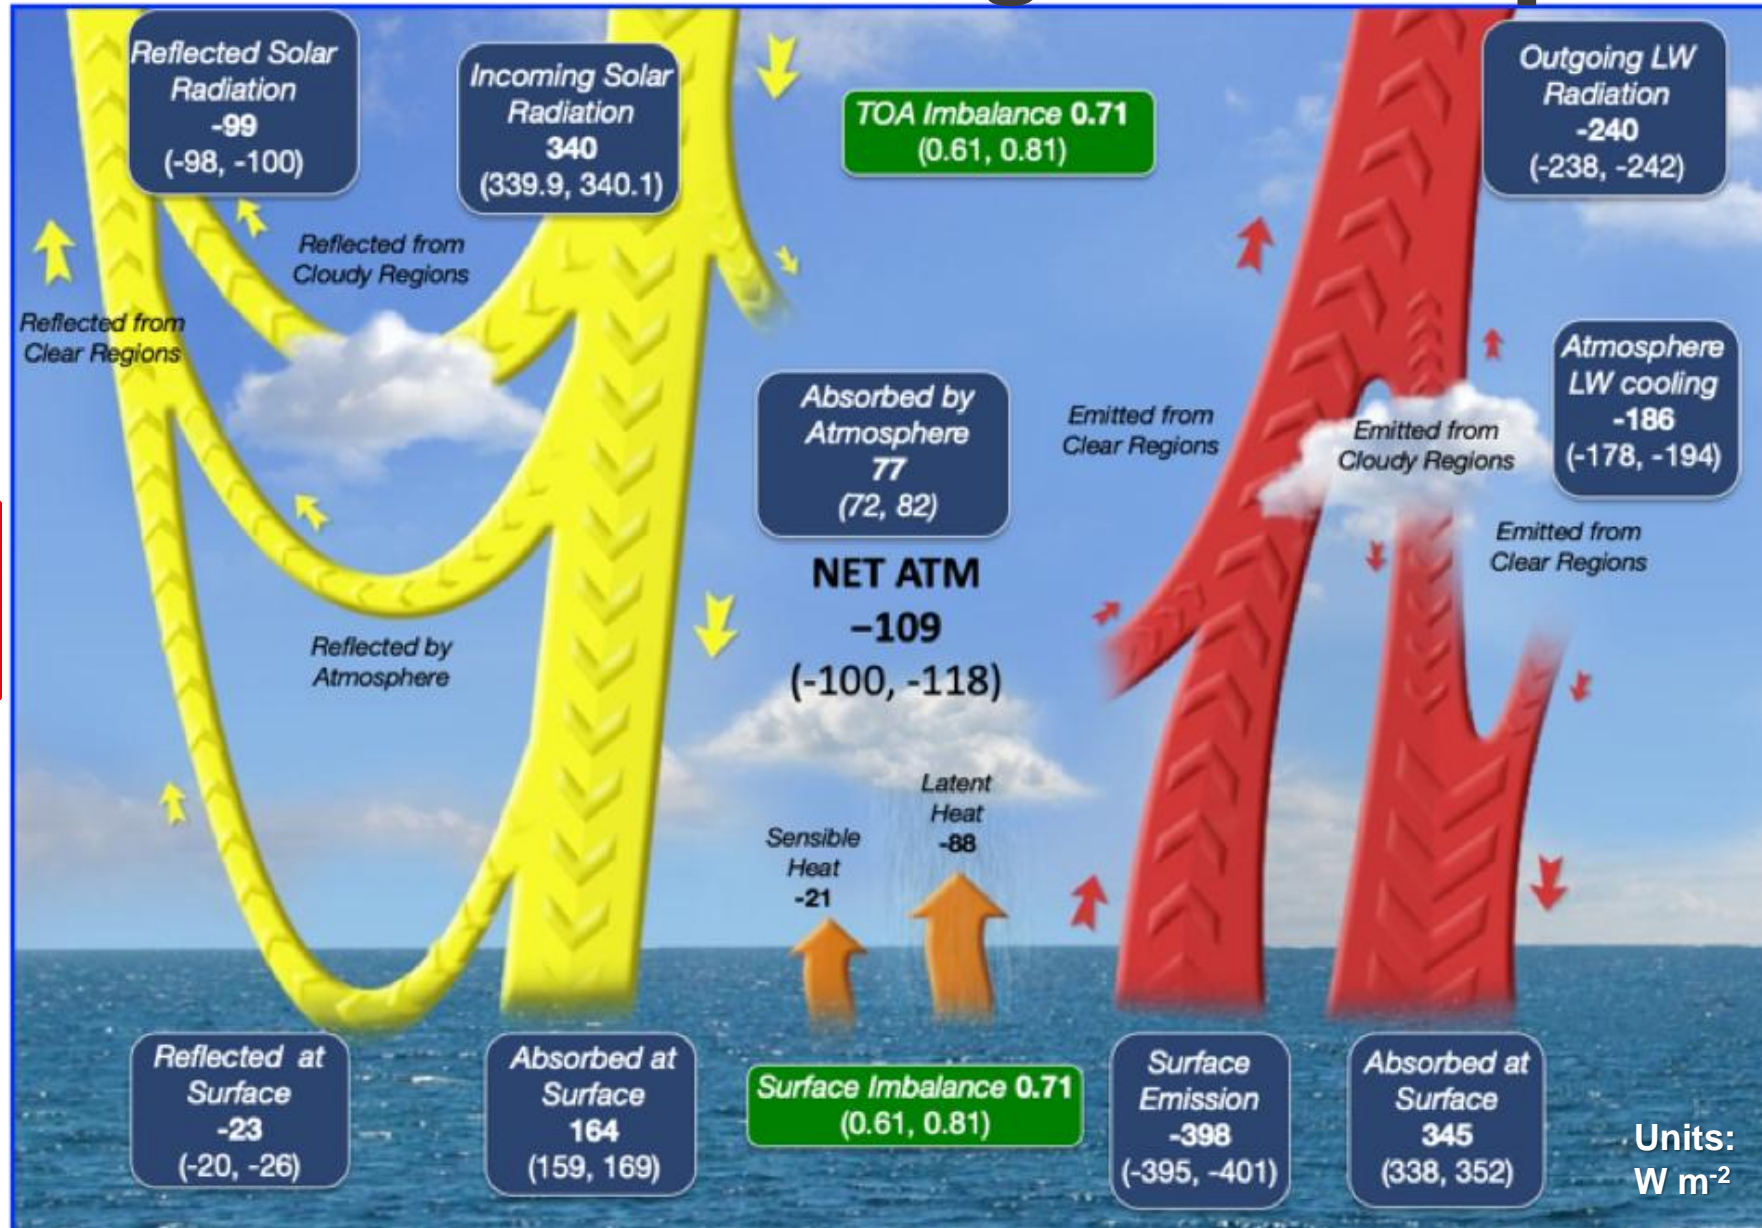 Reflected Solar
Radiation
-99
(-98, -100)
Incoming Solar
Radiation
340
(339.9, 340.1)
TOA Imbalance 0.71
(0.61, 0.81)
Outgoing LW
Radiation
-240
(-238, -242)
Reflected from
Cloudy Regions
Reflected from
Clear Regions
Absorbed by
Atmosphere
77
(72, 82)
Emitted from
Clear Regions
Emitted from
Cloudy Regions
Atmosphere
LW cooling
-186
(-178, -194)
Emitted from
Clear Regions
NET ATM
–109
(-100, -118)
Reflected by
Atmosphere
Sensible
Heat
-21
Latent
Heat
-88
Reflected at
Surface
-23
(-20, -26)
Absorbed at
Surface
164
(159, 169)
Surface Imbalance 0.71
(0.61, 0.81)
Surface
Emission
-398
(-395, -401)
Absorbed at
Surface
345
(338, 352)
Units:
W m-2